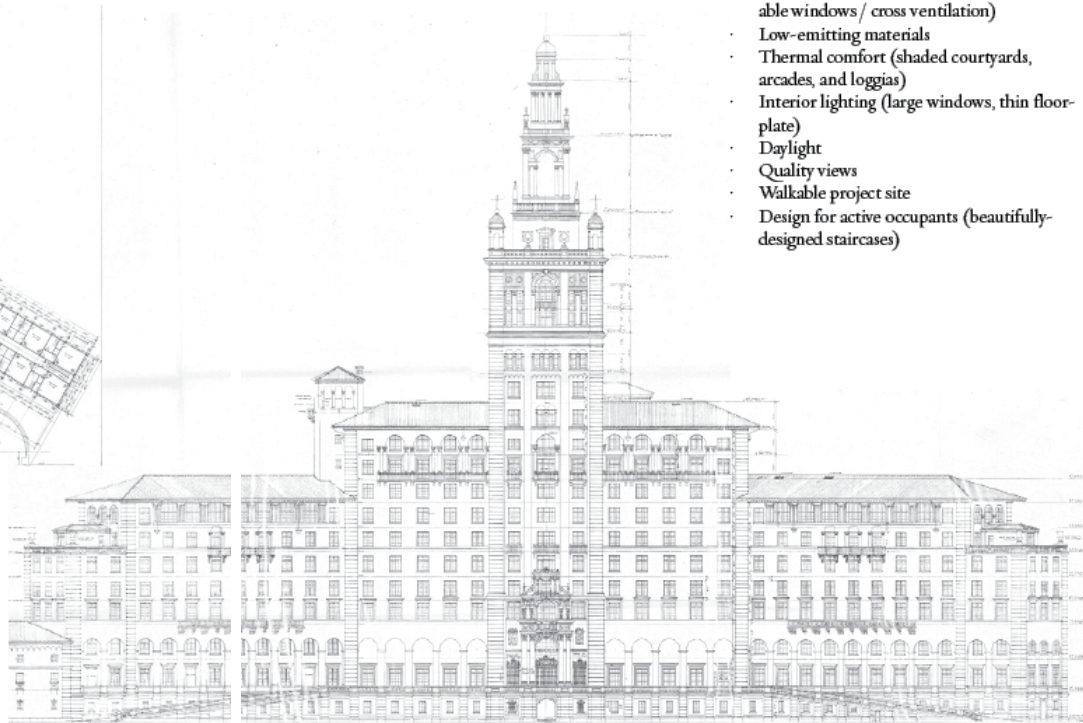 able windows / cross ventilation)
· Low-emitting materials
· Thermal comfort (shaded courtyards,
arcades, and loggias)
· Interior lighting (large windows, thin floor-
plate)
· Daylight
· Quality views
· Walkable project site
· Design for active occupants (beautifully-
designed staircases)